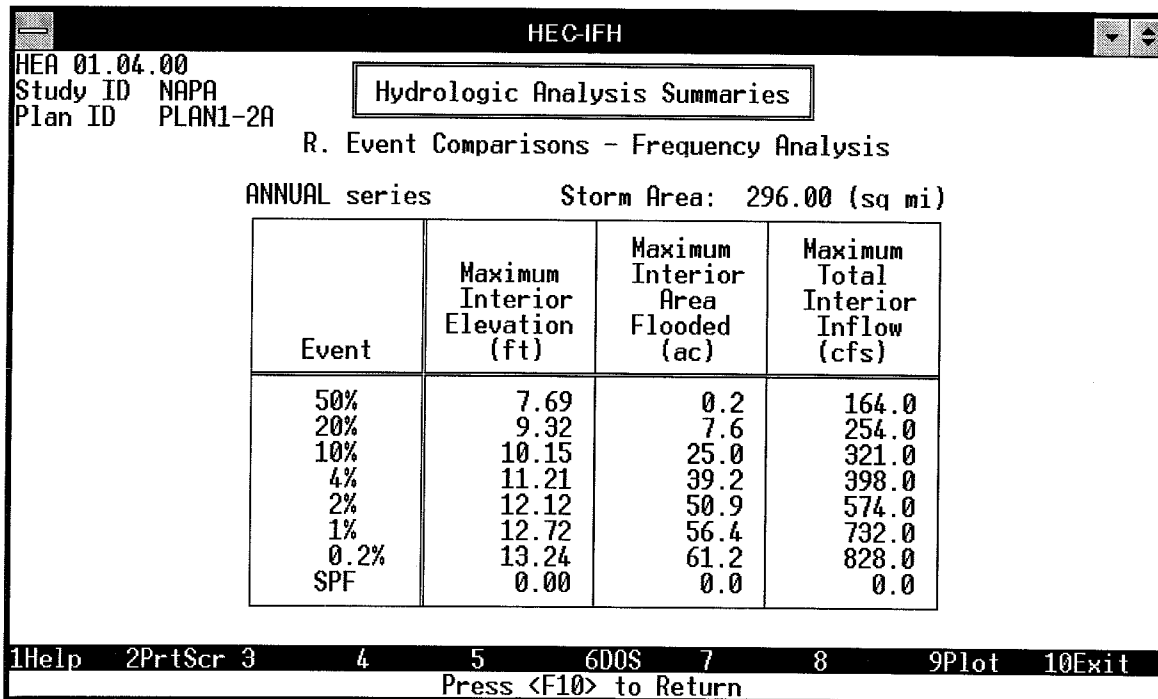 HEC-IFH
HEA 01.04.00
Study ID NAPA
Plan ID PLAN1-2A
Hydrologic Analysis Summaries
R. Event Comparisons - Frequency Analysis
ANNUAL series Storm Area: 296.00 (sq mi)
Event
Maximum
Interior
Elevation
(ft)
Maximum
Interior
Area
Flooded
(ac)
Maximum
Total
Interior
Inflow
(cfs)
50% 7.69 0.2 164.0
20% 9.32 7.6 254.0
10% 10.15 25.0 321.0
4% 11.21 39.2 398.0
2% 12.12 50.9 574.0
1% 12.72 56.4 732.0
0.2% 13.24 61.2 828.0
SPF 0.00 0.0 0.0
1Help 2PrtScr 3 4 5 6DOS 7 8 9Plot 10Exit
Press <F10> to Return